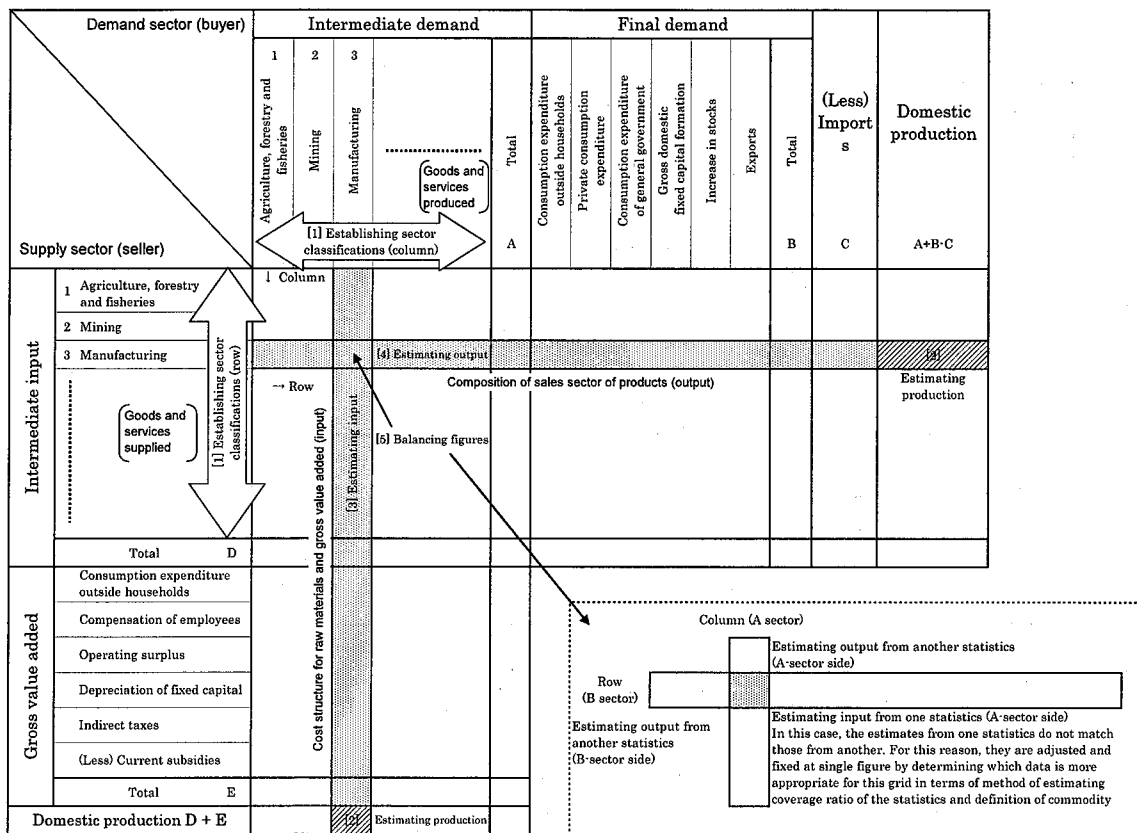 Demand sector (buyer)
Supply sector (seller)
Intermediate demand
Final demand
1
Agriculture, forestry and
fisheries
2
Mining
3
Manufacturing
Goods and
services
produced
Total
A
Consumption expenditure
outside households
Private consumption
expenditure
Consumption expenditure
of general government
Gross domestic
fixed capital formation
Increase in stocks
Exports
Total
B
(Less)
Import
s
C
Domestic
production
A+B-C
[1] Establishing sector
classifications (column)
↓ Column
Intermediate input
1 Agriculture, forestry
and fisheries
2 Mining
3 Manufacturing
Goods and
services
supplied
[1] Establishing sector
classifications (row)
[4] Estimating output
[2]
Composition of sales sector of products (output)
Estimating
production
→ Row
Cost structure for raw materials and gross value added (input)
[3] Estimating input
[5] Balancing figures
Total D
Gross value added
Consumption expenditure
outside households
Compensation of employees
Operating surplus
Depreciation of fixed capital
Indirect taxes
(Less) Current subsidies
Total E
Domestic production D + E
[2]
Estimating production
Column (A sector)
Estimating output from another statistics
(A-sector side)
Row
(B sector)
Estimating output from
another statistics
(B-sector side)
Estimating input from one statistics (A-sector side)
In this case, the estimates from one statistics do not match
those from another. For this reason, they are adjusted and
fixed at single figure by determining which data is more
appropriate for this grid in terms of method of estimating
coverage ratio of the statistics and definition of commodity